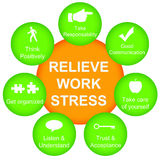 RELIEVE
WORK
STRESS
Take
Responsibility
Good
Communication
Take care
of yourself
Trust &
Acceptance
Listen &
Understand
Get organized
Think
Positively